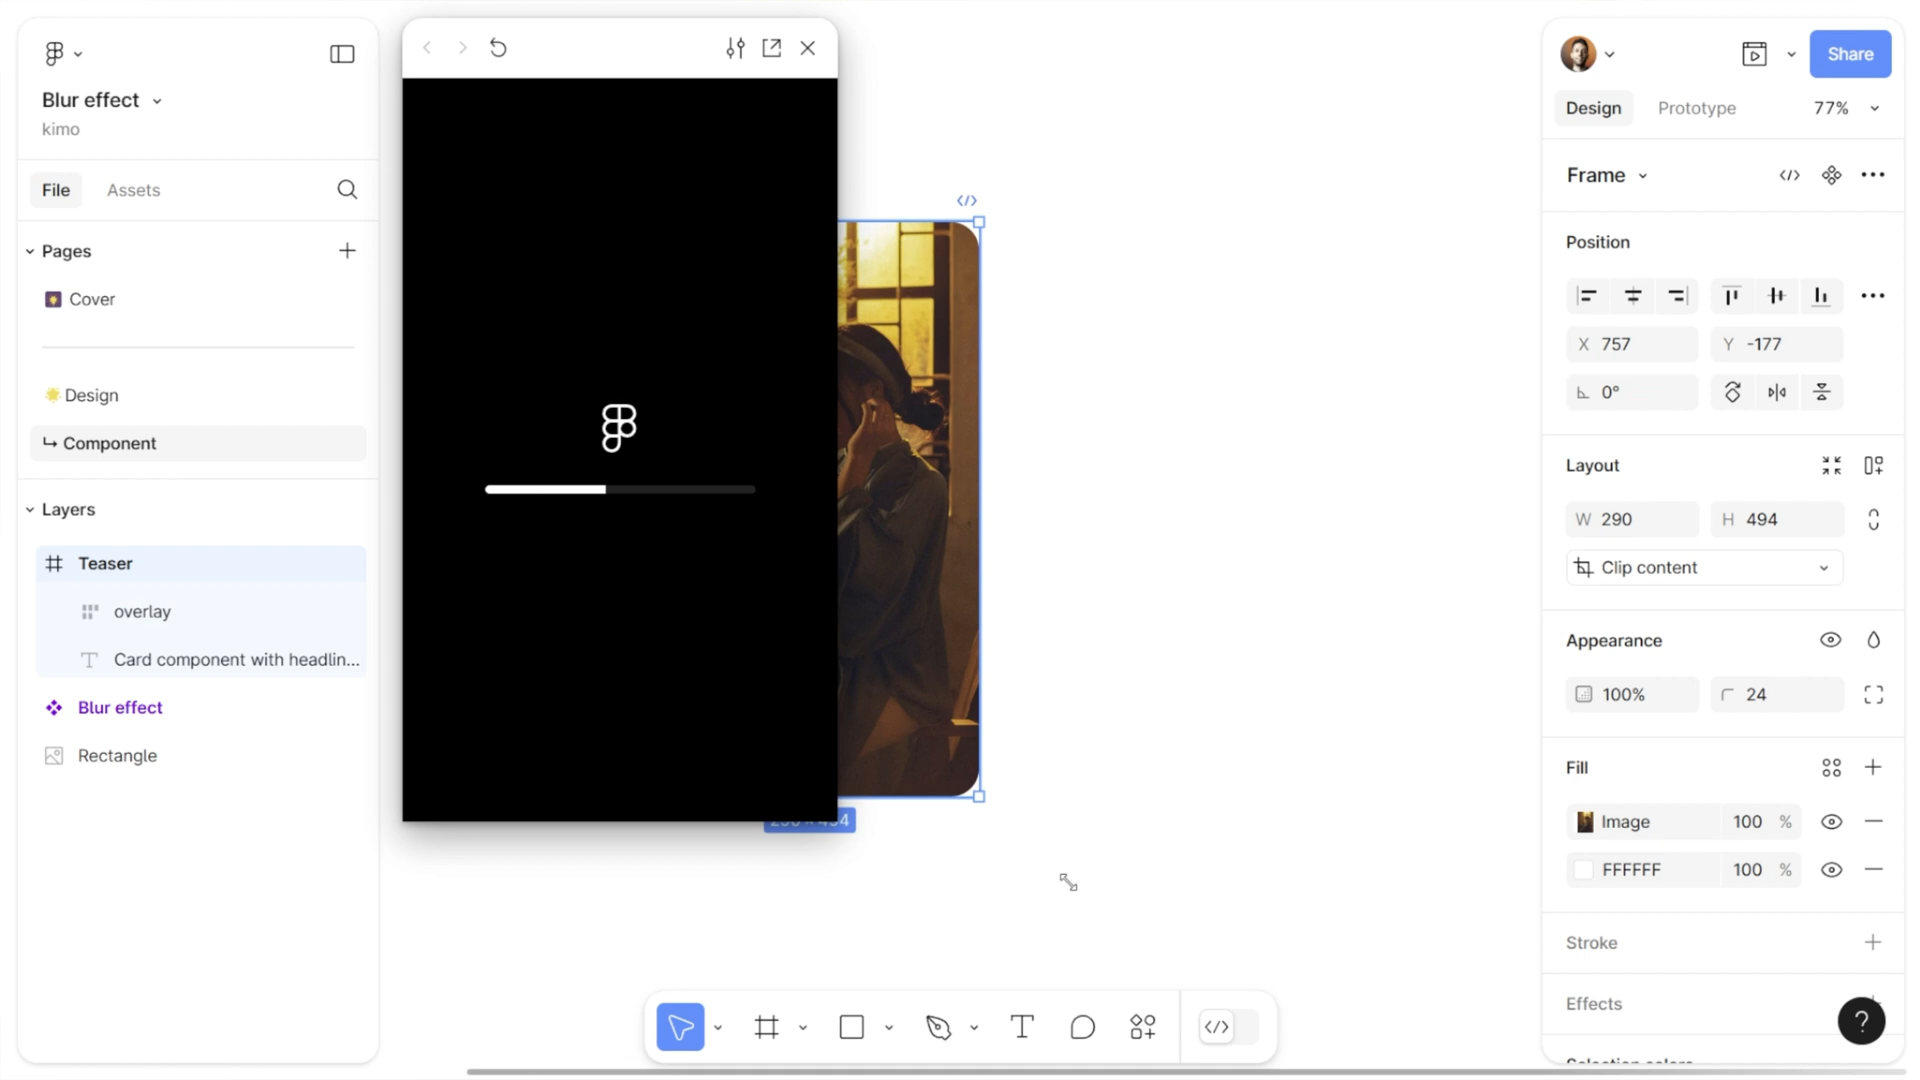 Blur effect
kimo
File
Assets
Pages
Cover
Design
Component
Layers
Teaser
overlay
Card component with headlin...
Blur effect
Rectangle
Share
Design
Prototype
77%
Frame
Position
X 757
Y -177
0°
Layout
W 290
H 494
Clip content
Appearance
100%
24
Fill
Image 100 %
FFFFFF 100 %
Stroke
Effects
?